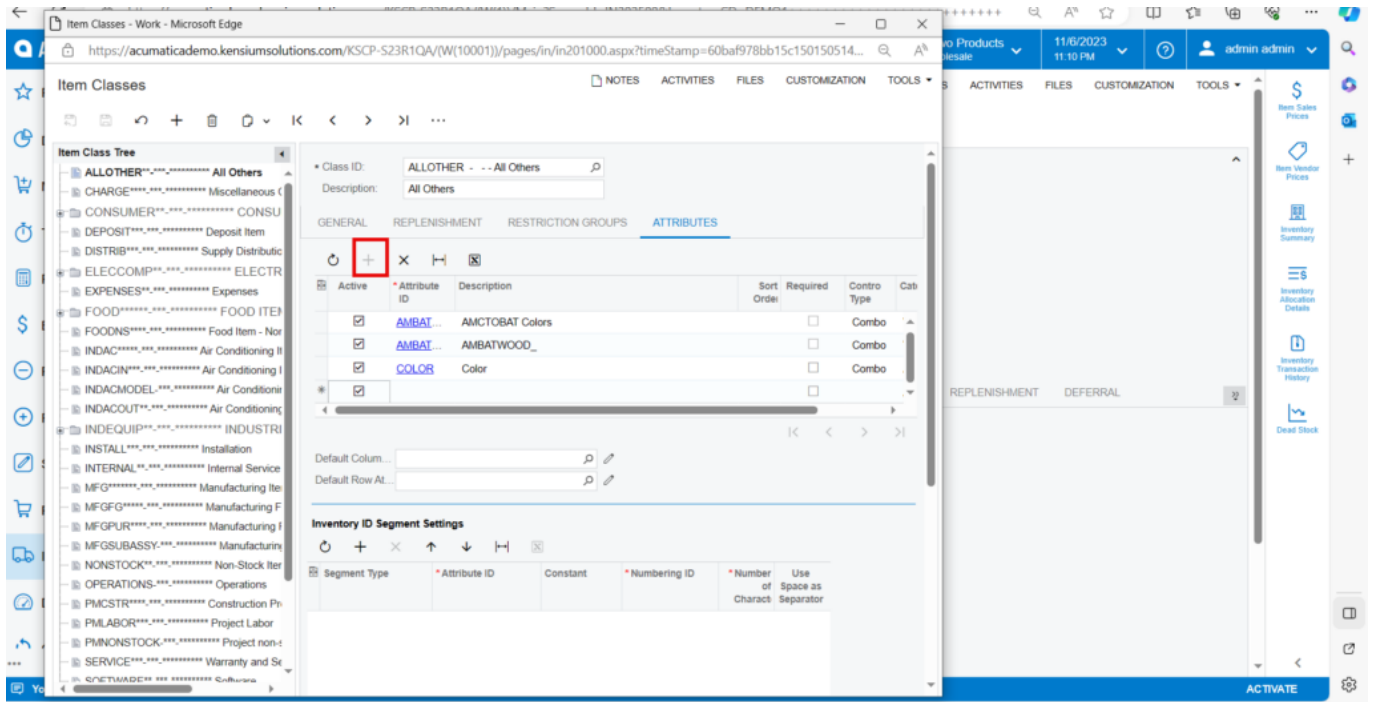 Item Classes - Work - Microsoft Edge
https://acumaticademo.kensiumsolutions.com/KSCP-S23R1QA/(W(10001))/pages/in/in201000.aspx?timeStamp=60baf978bb15c150150514...
Products
11/6/2023
11:10 PM
admin admin
Item Classes
NOTES ACTIVITIES FILES CUSTOMIZATION TOOLS
ACTIVITIES FILES CUSTOMIZATION TOOLS
Item Class Tree
ALLOTHER**-***-********** All Others
CHARGE****-***-********** Miscellaneous
CONSUMER**-***-********** CONSU
DEPOSIT***-***-********** Deposit Item
DISTRIB***-***-********** Supply Distributic
ELECCOMP**-***-********** ELECTR
EXPENSES**-***-********** Expenses
FOOD******-***-********** FOOD ITEM
FOODNS****-***-********** Food Item - Nor
INDAC*****-***-********** Air Conditioning It
INDACIN***-***-********** Air Conditioning I
INDACMODEL-***-********** Air Conditionir
INDACOUT**-***-********** Air Conditioning
INDEQUIP**-***-********** INDUSTRI
INSTALL***-***-********** Installation
INTERNAL**-***-********** Internal Service
MFG*******-***-********** Manufacturing Ite
MFGFG*****-***-********** Manufacturing F
MFGPUR****-***-********** Manufacturing
MFGSUBASSY-***-********** Manufacturing
NONSTOCK**-***-********** Non-Stock Iter
OPERATIONS-***-********** Operations
PMCSTR****-***-********** Construction Pr
PMLABOR***-***-********** Project Labor
PMNONSTOCK-***-********** Project non-s
SERVICE***-***-********** Warranty and Se
SOFTWARE**-***-********** Software
Class ID: ALLOTHER - - - All Others
Description: All Others
GENERAL REPLENISHMENT RESTRICTION GROUPS ATTRIBUTES
Active *Attribute ID Description Sort Order Required Contro Type Cat
AMBAT... AMCTOBAT Colors Combo
AMBAT... AMBATWOOD_ Combo
COLOR Color Combo
Default Colum...
Default Row At...
Inventory ID Segment Settings
Segment Type *Attribute ID Constant *Numbering ID *Number of Charact Use Space as Separator
REPLENISHMENT DEFERRAL
Item Sales
Prices
Item Vendor
Prices
Inventory
Summary
Inventory
Allocation
Details
Inventory
Transaction
History
Dead Stock
Yo
ACTIVATE